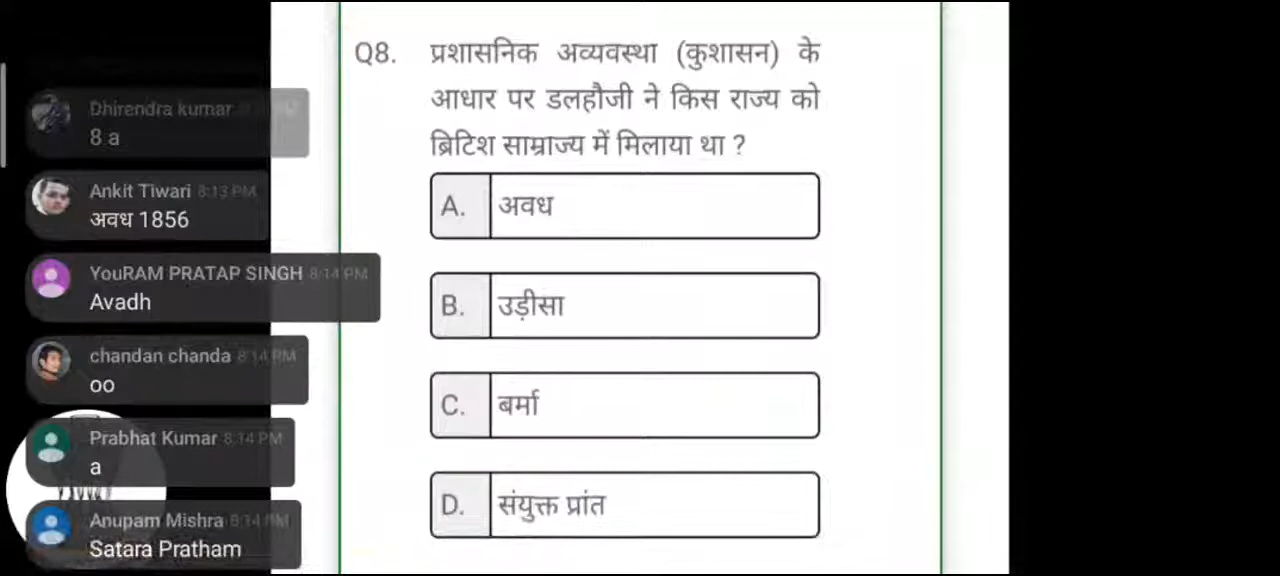 Q8. प्रशासनिक अव्यवस्था (कुशासन) के
आधार पर डलहौजी ने किस राज्य को
ब्रिटिश साम्राज्य में मिलाया था ?
A. अवध
B. उड़ीसा
C. बर्मा
D. संयुक्त प्रांत
Dhirendra kumar
8 a
Ankit Tiwari 8:13 PM
अवध 1856
YouRAM PRATAP SINGH 8:14 PM
Avadh
chandan chanda 8:14 PM
oo
Prabhat Kumar 8:14 PM
a
Anupam Mishra 8:14 PM
Satara Pratham